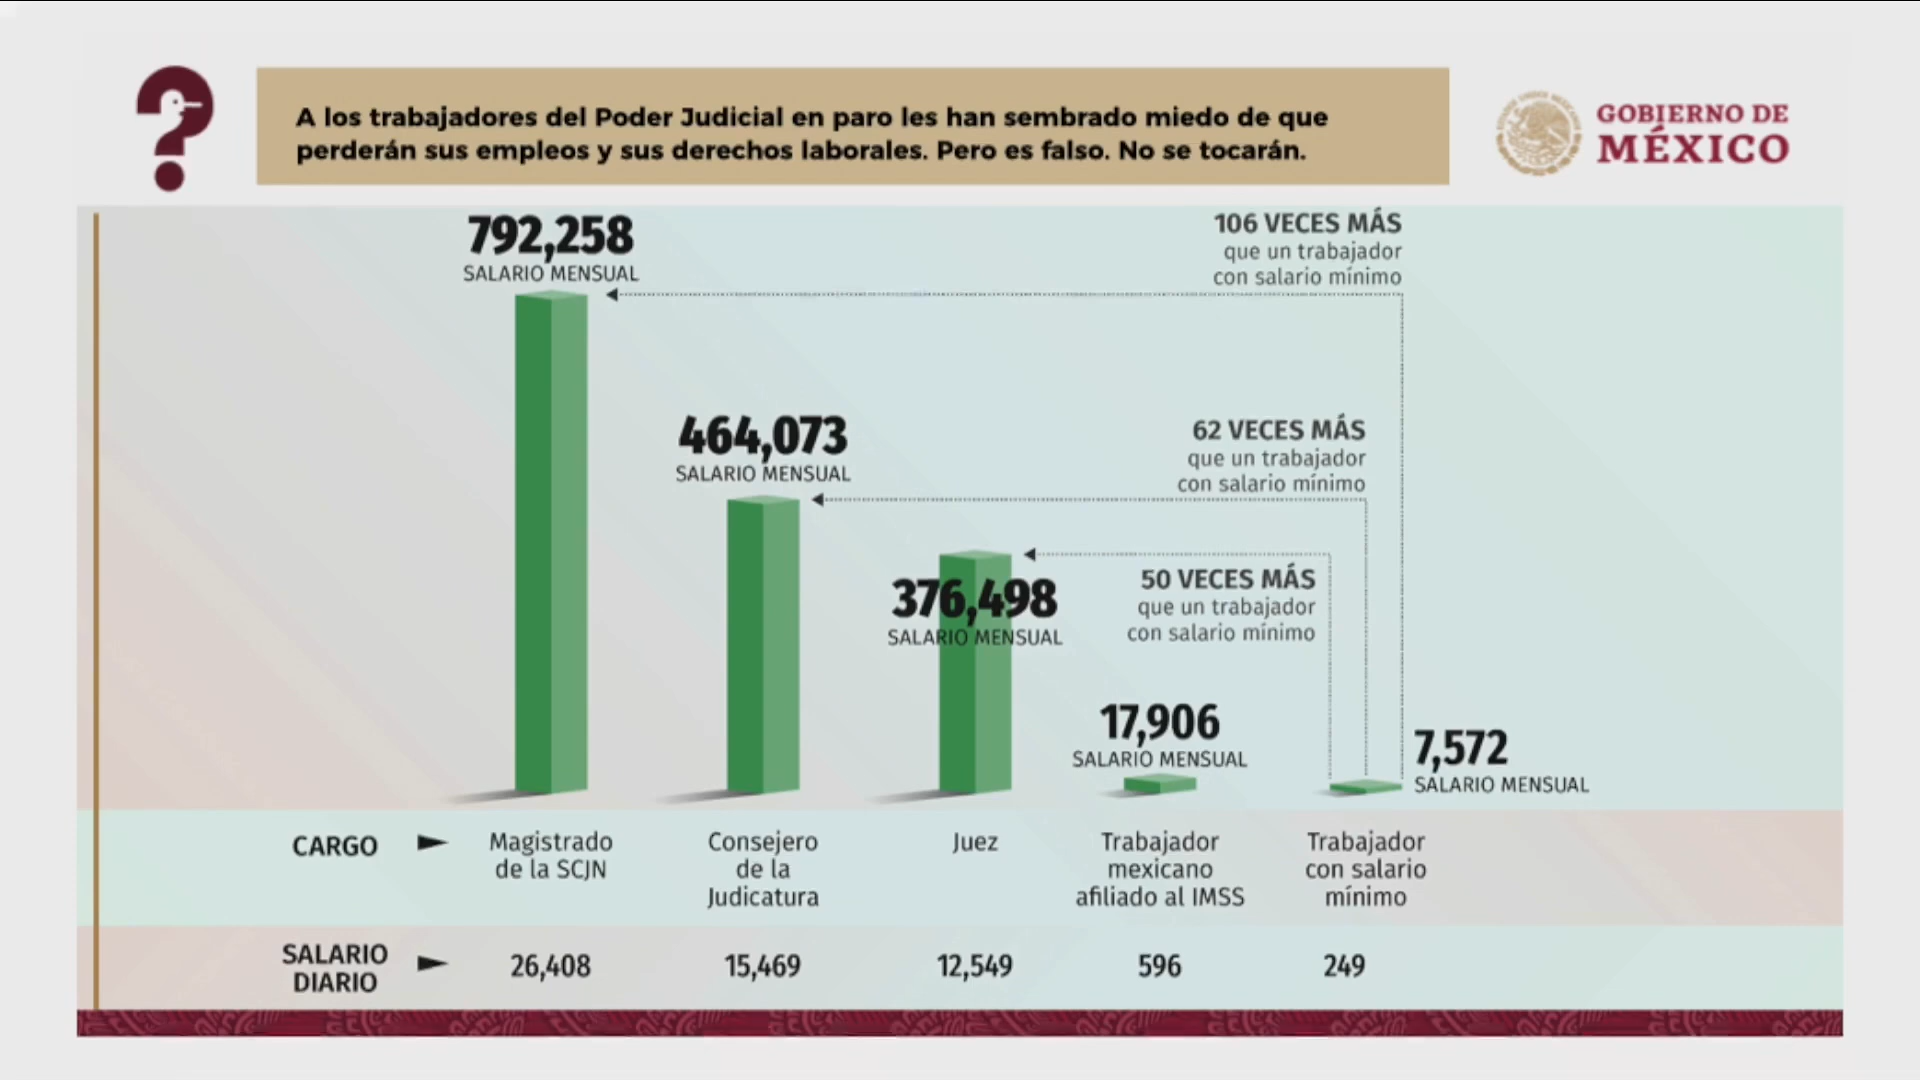 A los trabajadores del Poder Judicial en paro les han sembrado miedo de que
perderán sus empleos y sus derechos laborales. Pero es falso. No se tocarán.
GOBIERNO DE
MÉXICO
792,258
SALARIO MENSUAL
106 VECES MÁS
que un trabajador
con salario mínimo
464,073
SALARIO MENSUAL
62 VECES MÁS
que un trabajador
con salario mínimo
376,498
SALARIO MENSUAL
50 VECES MÁS
que un trabajador
con salario mínimo
17,906
SALARIO MENSUAL
7,572
SALARIO MENSUAL
CARGO
Magistrado
de la SCJN
Consejero
de la
Judicatura
Juez
Trabajador
mexicano
afiliado al IMSS
Trabajador
con salario
mínimo
SALARIO
DIARIO
26,408
15,469
12,549
596
249